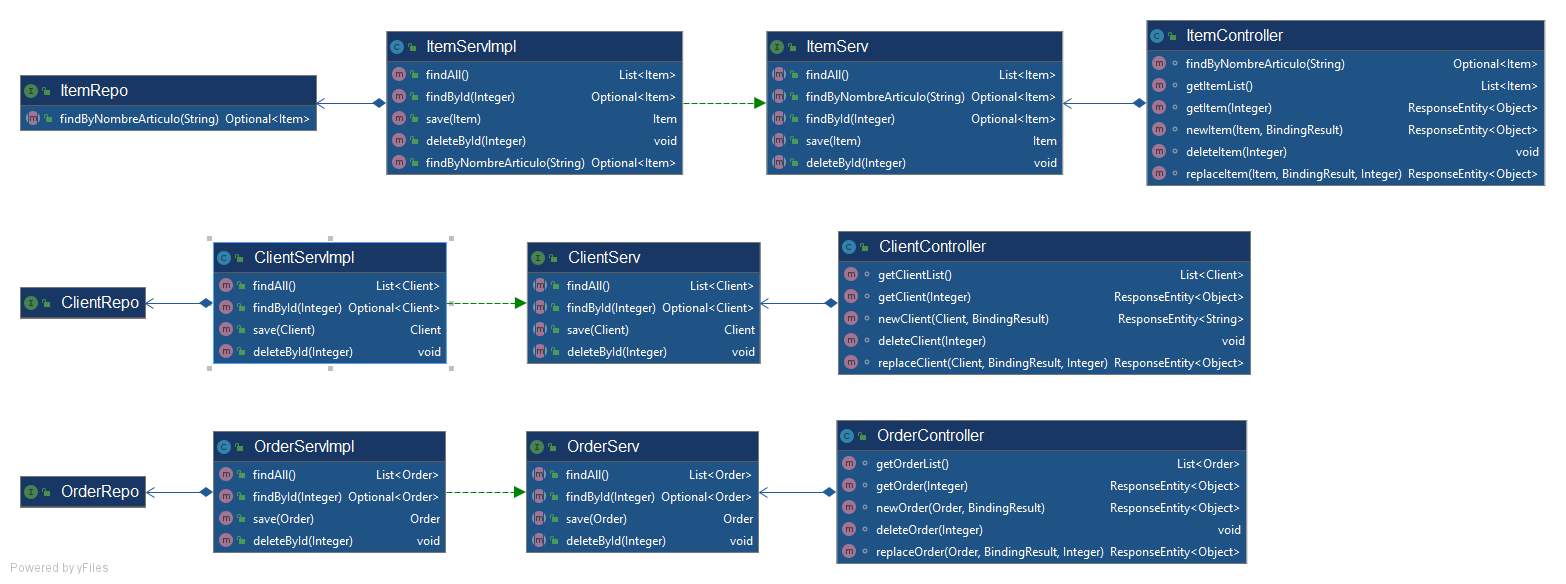 ItemRepo
findByNombreArticulo(String) Optional<Item>
ItemServImpl
findAll() List<Item>
findById(Integer) Optional<Item>
save(Item) Item
deleteById(Integer) void
findByNombreArticulo(String) Optional<Item>
ItemServ
findAll() List<Item>
findByNombreArticulo(String) Optional<Item>
findById(Integer) Optional<Item>
save(Item) Item
deleteById(Integer) void
ItemController
findByNombreArticulo(String) Optional<Item>
getItemList() List<Item>
getItem(Integer) ResponseEntity<Object>
newItem(Item, BindingResult) ResponseEntity<Object>
deleteItem(Integer) void
replaceItem(Item, BindingResult, Integer) ResponseEntity<Object>
ClientRepo
ClientServImpl
findAll() List<Client>
findById(Integer) Optional<Client>
save(Client) Client
deleteById(Integer) void
ClientServ
findAll() List<Client>
findById(Integer) Optional<Client>
save(Client) Client
deleteById(Integer) void
ClientController
getClientList() List<Client>
getClient(Integer) ResponseEntity<Object>
newClient(Client, BindingResult) ResponseEntity<String>
deleteClient(Integer) void
replaceClient(Client, BindingResult, Integer) ResponseEntity<Object>
OrderRepo
OrderServImpl
findAll() List<Order>
findById(Integer) Optional<Order>
save(Order) Order
deleteById(Integer) void
OrderServ
findAll() List<Order>
findById(Integer) Optional<Order>
save(Order) Order
deleteById(Integer) void
OrderController
getOrderList() List<Order>
getOrder(Integer) ResponseEntity<Object>
newOrder(Order, BindingResult) ResponseEntity<Object>
deleteOrder(Integer) void
replaceOrder(Order, BindingResult, Integer) ResponseEntity<Object>
Powered by yFiles